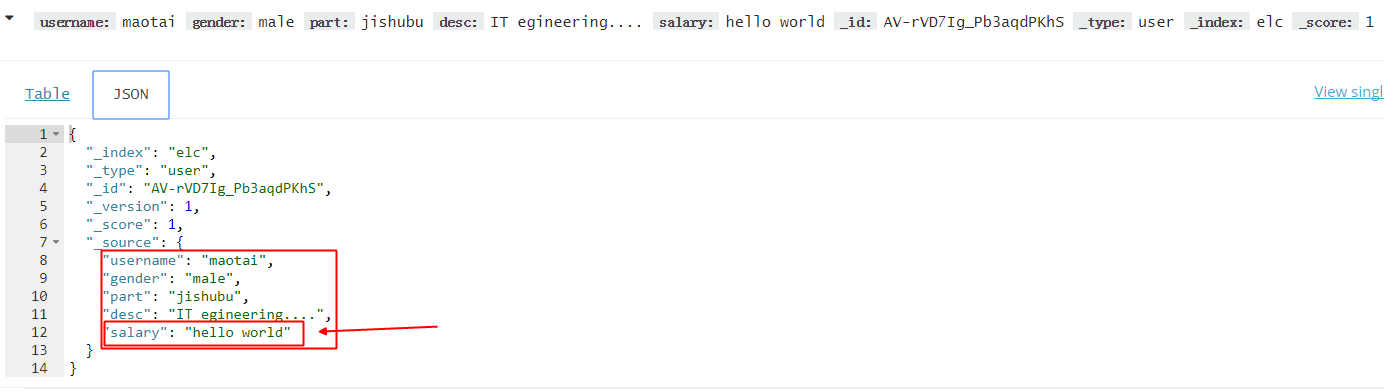 username: maotai gender: male part: jishubu desc: IT egineering.... salary: hello world _id: AV-rVD7Ig_Pb3aqdPKhS _type: user _index: elc _score: 1
Table JSON View singl
1 {
2 "_index": "elc",
3 "_type": "user",
4 "_id": "AV-rVD7Ig_Pb3aqdPKhS",
5 "_version": 1,
6 "_score": 1,
7 "_source": {
8 "username": "maotai",
9 "gender": "male",
10 "part": "jishubu",
11 "desc": "IT egineering....",
12 "salary": "hello world"
13 }
14 }